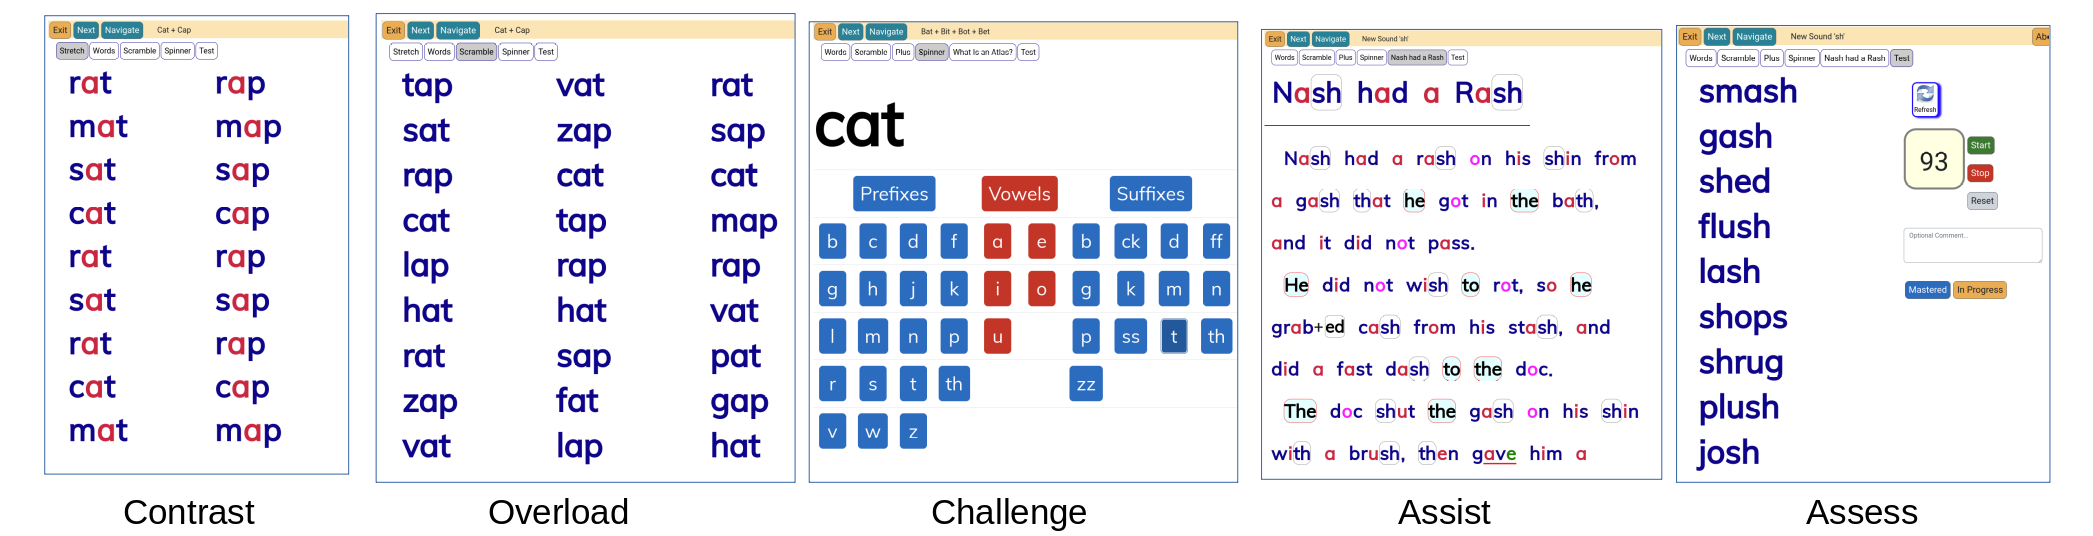 Exit Next Navigate Cat + Cap
Stretch Words Scramble Spinner Test
rat rap
mat map
sat sap
cat cap
rat rap
sat sap
rat rap
cat cap
mat map
Contrast
Exit Next Navigate Cat + Cap
Stretch Words Scramble Spinner Test
tap vat rat
sat zap sap
rap cat cat
cat tap map
lap rap rap
hat hat vat
rat sap pat
zap fat gap
vat lap hat
Overload
Exit Next Navigate Bat + Bit + Bot + Bet
Words Scramble Plus Spinner What Is an Atlas? Test
cat
Prefixes Vowels Suffixes
b c d f a e b ck d ff
g h j k i o g k m n
l m n p u p ss t th
r s t th zz
v w z
Challenge
Exit Next Navigate New Sound 'sh'
Words Scramble Plus Spinner Nash had a Rash Test
Nash had a Rash
Nash had a rash on his shin from
a gash that he got in the bath,
and it did not pass.
He did not wish to rot, so he
grab+ed cash from his stash, and
did a fast dash to the doc.
The doc shut the gash on his shin
with a brush, then gave him a
Assist
Exit Next Navigate New Sound 'sh'
Words Scramble Plus Spinner Nash had a Rash Test
smash
gash
shed
flush
lash
shops
shrug
plush
josh
Refresh
93
Start
Stop
Reset
Optional Comment...
Mastered In Progress
Assess